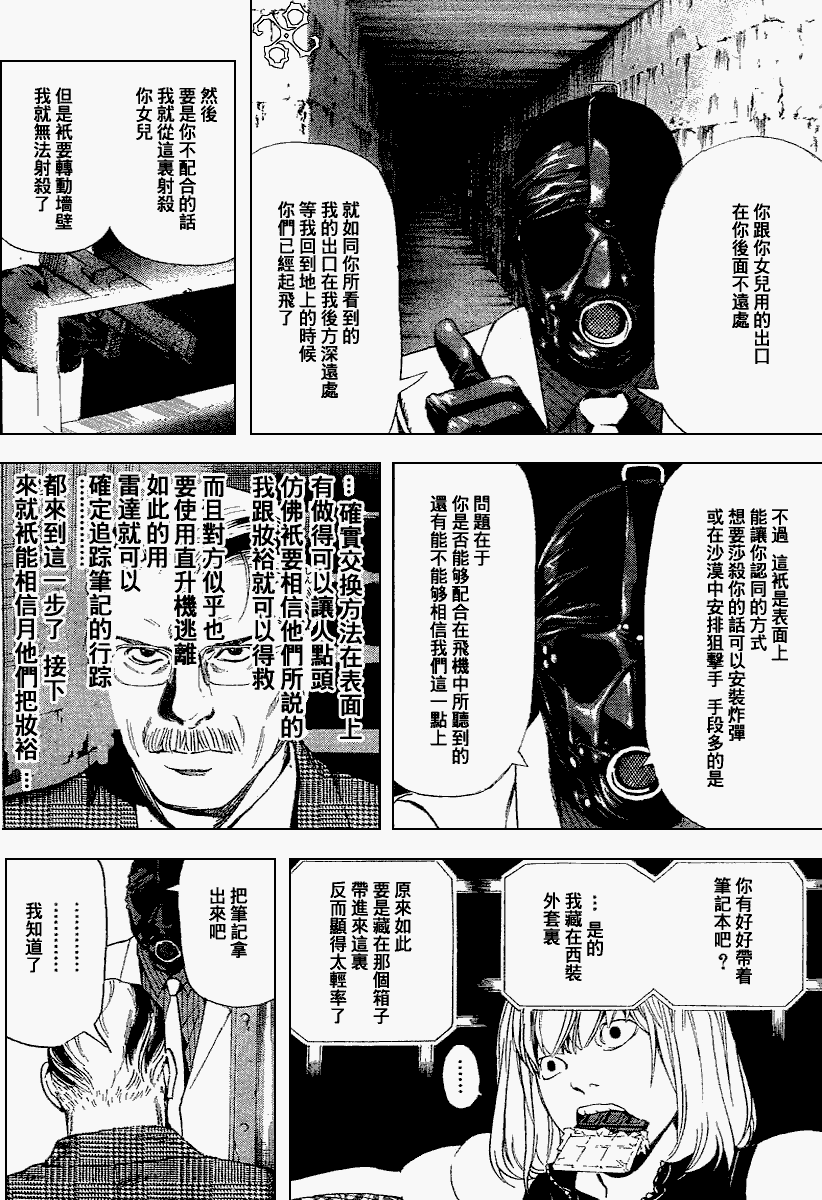 你跟你女兒用的出口
在你後面不遠處
就如同你所看到的
我的出口在我後方深遠處
等我回到地上的時候
你們已經起飛了
然後
要是你不配合的話
我就從這裏射殺
你女兒
但是衹要轉動墻壁
我就無法射殺了
不過 這衹是表面上
能讓你認同的方式
想要莎殺你的話可以安裝炸彈
或在沙漠中安排狙擊手 手段多的是
問題在于
你是否能够配合在飛機中所聽到的
還有能不能够相信我們這一點上
…確實交换方法在表面上
有做得可以讓人點頭
仿佛衹要相信他們所說的
我跟妝裕就可以得救
而且對方似乎也
要使用直升機逃離
如此的用
雷達就可以
確定追踪筆記的行踪
…………
都來到這一步了 接下
來就衹能相信月他們把妝裕…
你有好好帶着
筆記本吧？
…是的
我藏在西裝
外套裏
原來如此
要是藏在那個箱子
帶進來這裏
反而顯得太輕率了
……
把筆記拿
出來吧
…………
…………
我知道了